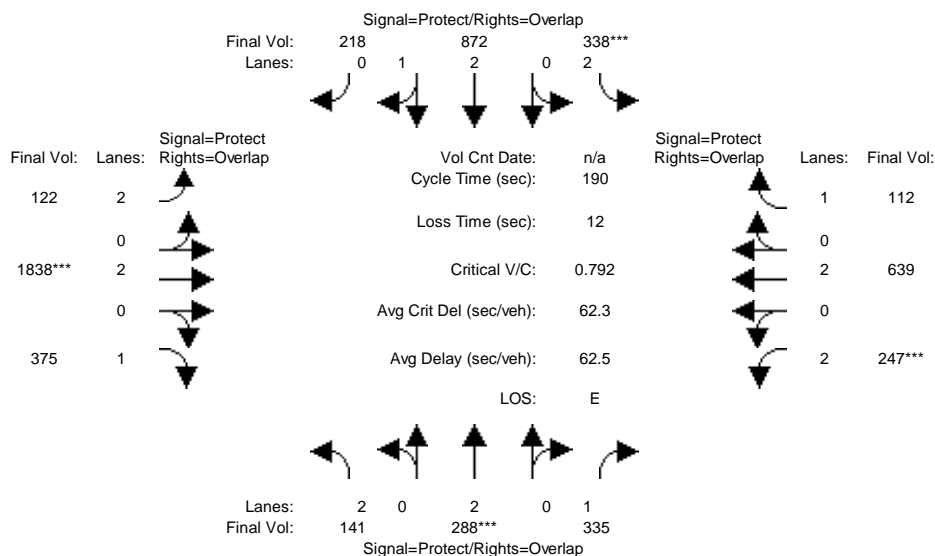 Signal=Protect/Rights=Overlap
Final Vol: 218 872 338***
Lanes: 0 1 2 0 2
Signal=Protect
Final Vol: Lanes: Rights=Overlap
Vol Cnt Date: n/a
Signal=Protect
Rights=Overlap Lanes: Final Vol:
Cycle Time (sec): 190
122 2 1 112
Loss Time (sec): 12
0 0
1838*** 2 Critical V/C: 0.792 2 639
0 Avg Crit Del (sec/veh): 62.3 0
375 1 Avg Delay (sec/veh): 62.5 2 247***
LOS: E
Lanes: 2 0 2 0 1
Final Vol: 141 288*** 335
Signal=Protect/Rights=Overlap